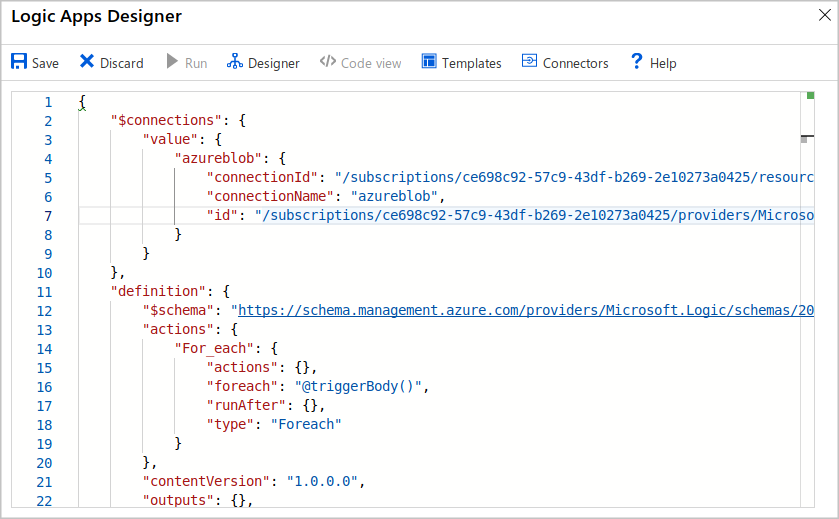 Logic Apps Designer
Save Discard Run Designer </> Code view Templates Connectors ? Help
1 {
2 "$connections": {
3 "value": {
4 "azureblob": {
5 "connectionId": "/subscriptions/ce698c92-57c9-43df-b269-2e10273a0425/resourc
6 "connectionName": "azureblob",
7 "id": "/subscriptions/ce698c92-57c9-43df-b269-2e10273a0425/providers/Microso
8 }
9 }
10 },
11 "definition": {
12 "$schema": "https://schema.management.azure.com/providers/Microsoft.Logic/schemas/20
13 "actions": {
14 "For_each": {
15 "actions": {},
16 "foreach": "@triggerBody()",
17 "runAfter": {},
18 "type": "Foreach"
19 }
20 },
21 "contentVersion": "1.0.0.0",
22 "outputs": {},